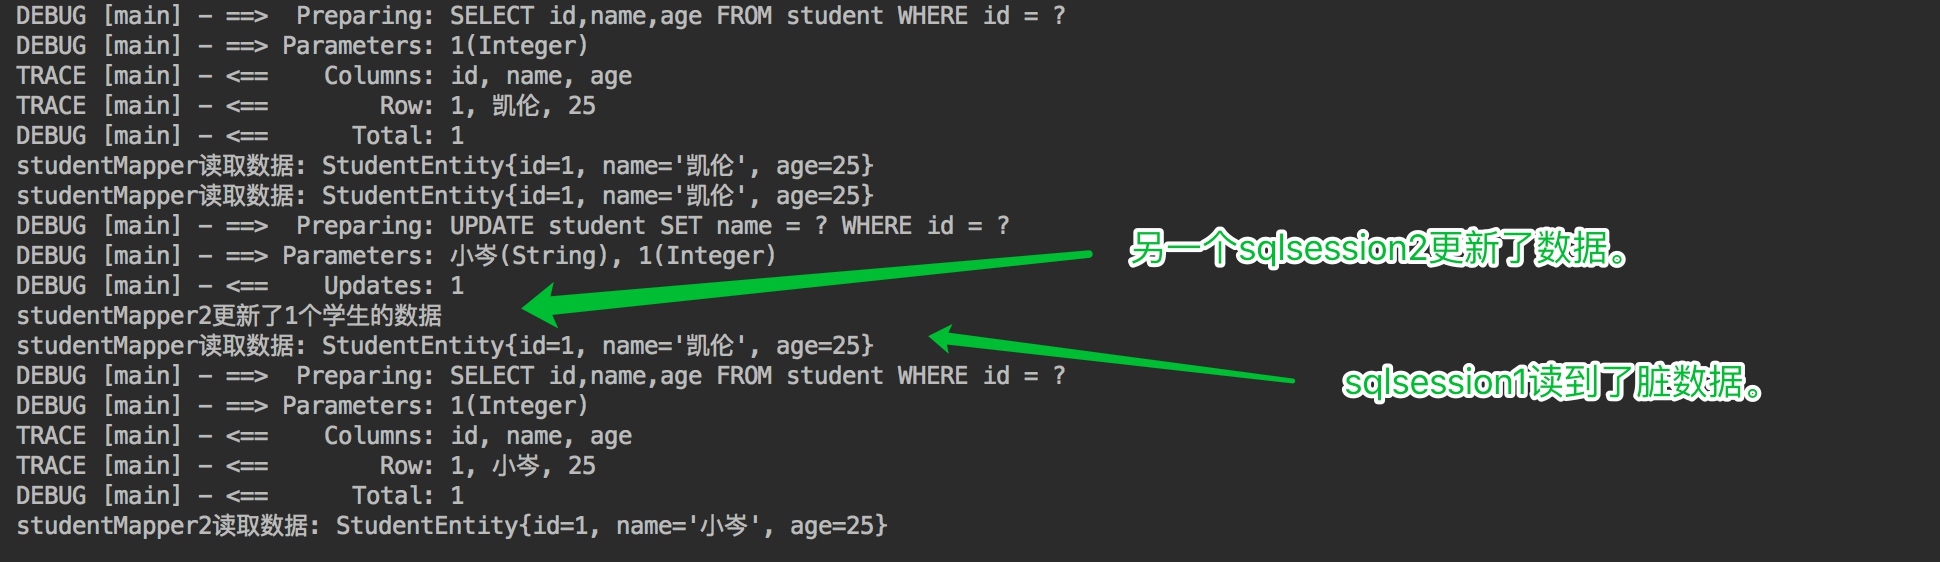 DEBUG [main] - ==>  Preparing: SELECT id,name,age FROM student WHERE id = ?
DEBUG [main] - ==> Parameters: 1(Integer)
TRACE [main] - <==    Columns: id, name, age
TRACE [main] - <==        Row: 1, 凯伦, 25
DEBUG [main] - <==      Total: 1
studentMapper读取数据: StudentEntity{id=1, name='凯伦', age=25}
studentMapper读取数据: StudentEntity{id=1, name='凯伦', age=25}
DEBUG [main] - ==>  Preparing: UPDATE student SET name = ? WHERE id = ?
DEBUG [main] - ==> Parameters: 小岑(String), 1(Integer)
另一个sqlsession2更新了数据。
DEBUG [main] - <==    Updates: 1
studentMapper2更新了1个学生的数据
studentMapper读取数据: StudentEntity{id=1, name='凯伦', age=25}
DEBUG [main] - ==>  Preparing: SELECT id,name,age FROM student WHERE id = ?
sqlsession1读到了脏数据。
DEBUG [main] - ==> Parameters: 1(Integer)
TRACE [main] - <==    Columns: id, name, age
TRACE [main] - <==        Row: 1, 小岑, 25
DEBUG [main] - <==      Total: 1
studentMapper2读取数据: StudentEntity{id=1, name='小岑', age=25}